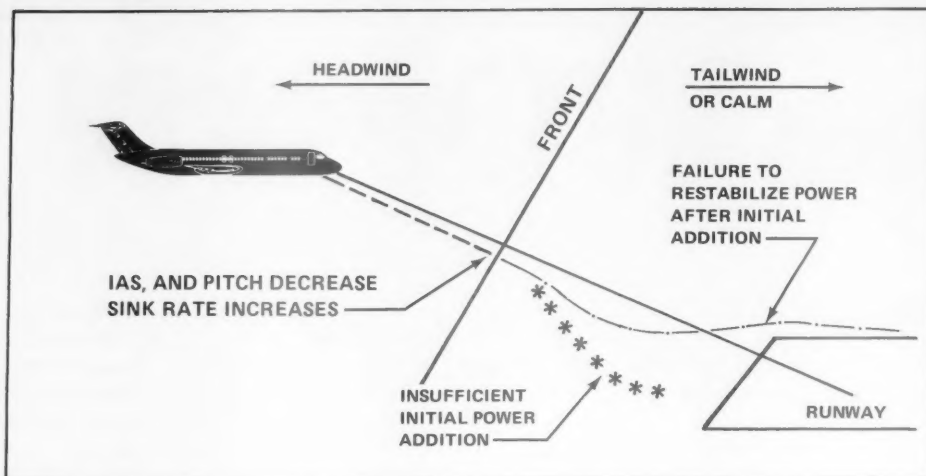 HEADWIND
TAILWIND
OR CALM
FRONT
FAILURE TO
RESTABILIZE POWER
AFTER INITIAL
ADDITION
IAS, AND PITCH DECREASE
SINK RATE INCREASES
INSUFFICIENT
INITIAL POWER
ADDITION
RUNWAY